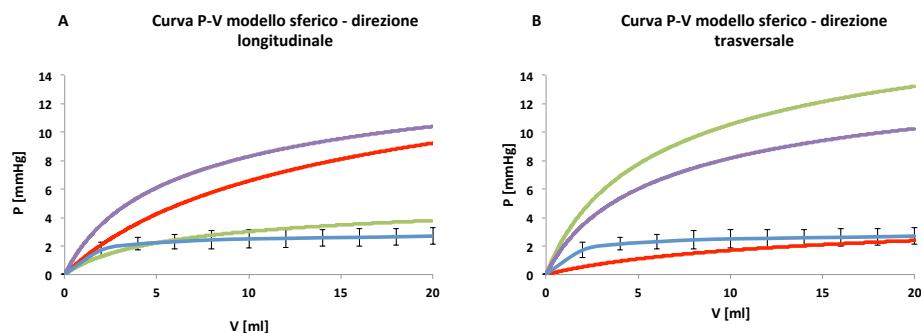 A
Curva P-V modello sferico - direzione
longitudinale
14
12
10
8
6
4
2
0
P [mmHg]
0 5 10 15 20
V [ml]
B
Curva P-V modello sferico - direzione
trasversale
14
12
10
8
6
4
2
0
P [mmHg]
0 5 10 15 20
V [ml]